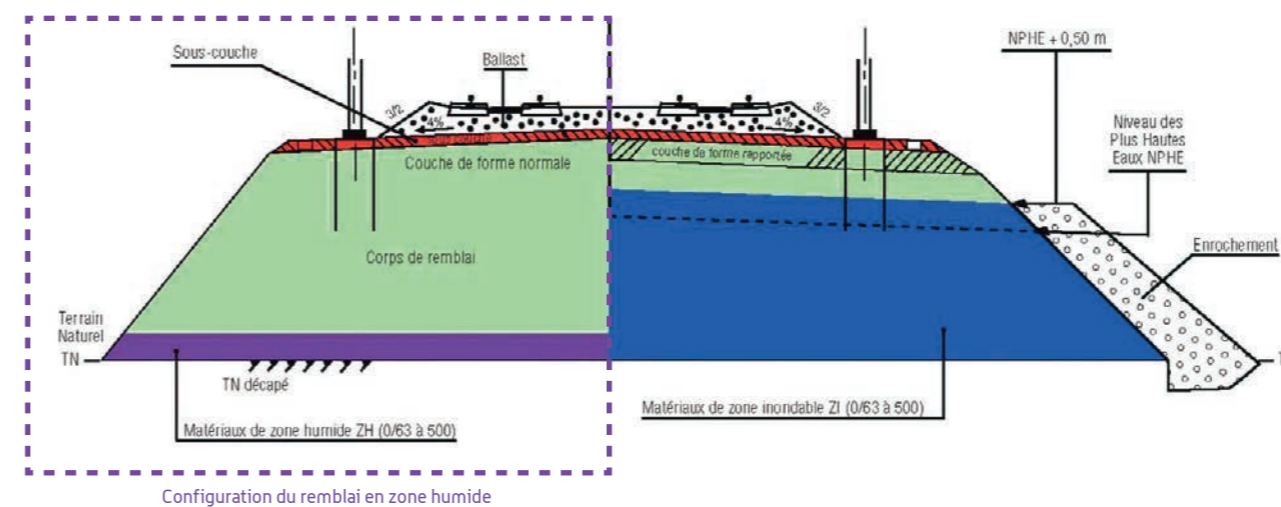 NPHE + 0,50 m
Sous-couche
Ballast
3/2
3/2
4%
4%
Niveau des
Plus Hautes
Eaux NPHE
Couche de forme normale
couche de forme rapportée
Enrochement
Corps de remblai
Terrain
Naturel
TN
TN décapé
Matériaux de zone inondable ZI (0/63 à 500)
Matériaux de zone humide ZH (0/63 à 500)
Configuration du remblai en zone humide